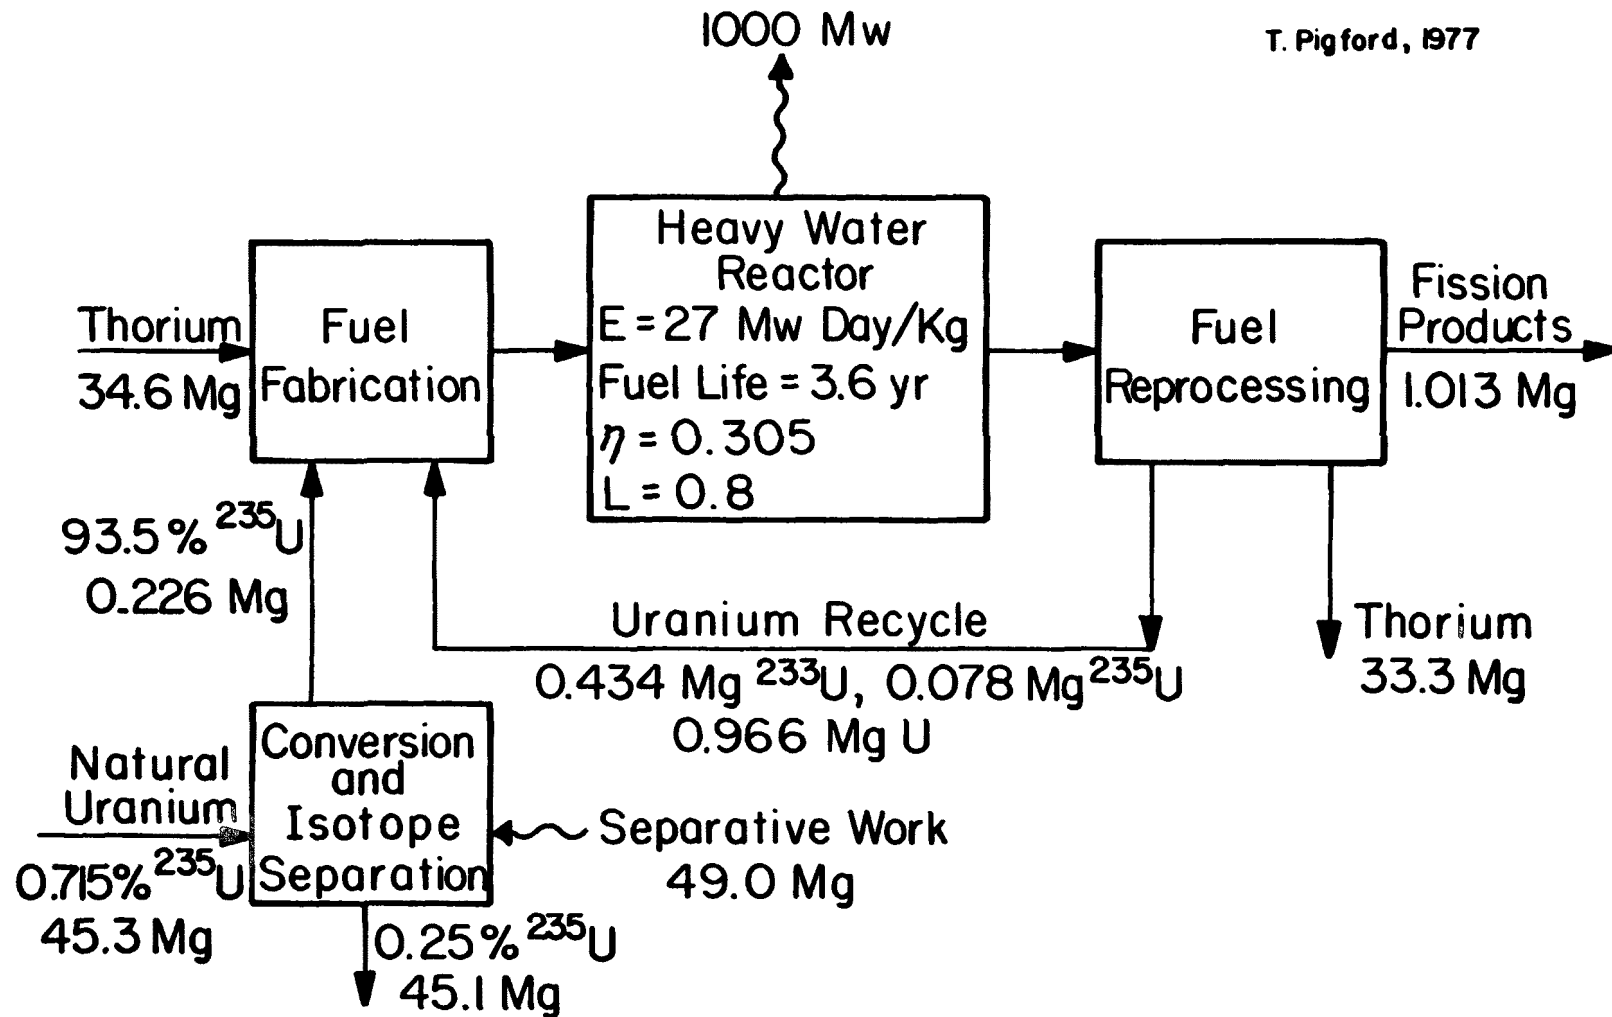 1000 Mw
T. Pigford, 1977
Heavy Water
Reactor
E = 27 Mw Day/Kg
Fuel Life = 3.6 yr
η = 0.305
L = 0.8
Thorium
34.6 Mg
Fuel
Fabrication
Fuel
Reprocessing
Fission
Products
1.013 Mg
93.5% ²³⁵U
0.226 Mg
Uranium Recycle
0.434 Mg ²³³U, 0.078 Mg ²³⁵U
0.966 Mg U
Thorium
33.3 Mg
Natural
Uranium
0.715% ²³⁵U
45.3 Mg
Conversion
and
Isotope
Separation
Separative Work
49.0 Mg
0.25% ²³⁵U
45.1 Mg